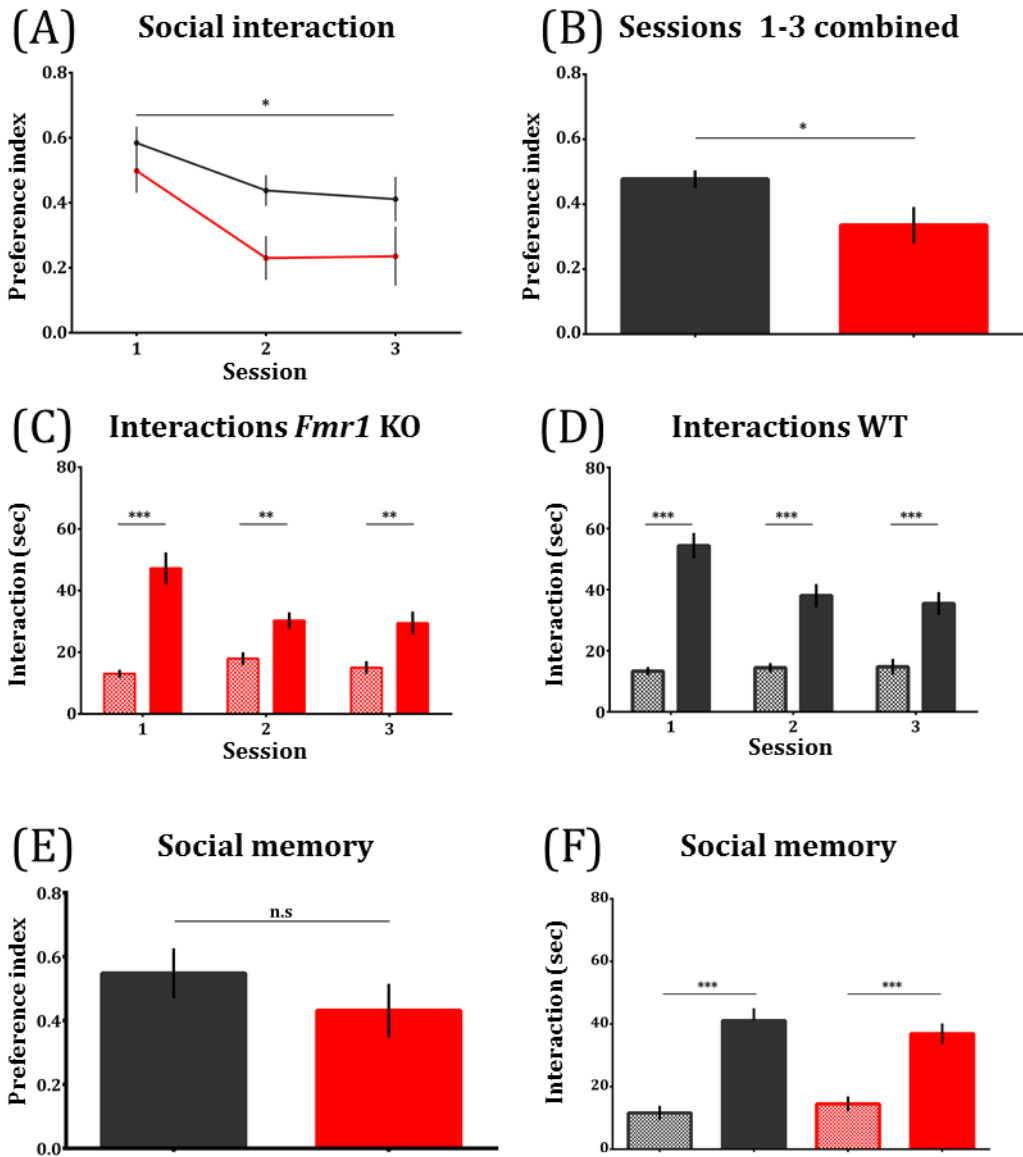 (A) Social interaction
Preference index
0.8
0.6
0.4
0.2
0.0
*
1 2 3
Session
(B) Sessions 1-3 combined
Preference index
0.8
0.6
0.4
0.2
0.0
*
(C) Interactions Fmr1 KO
Interaction (sec)
80
60
40
20
0
*** ** **
1 2 3
Session
(D) Interactions WT
Interaction (sec)
80
60
40
20
0
*** *** ***
1 2 3
Session
(E) Social memory
Preference index
0.8
0.6
0.4
0.2
0.0
n.s
(F) Social memory
Interaction (sec)
80
60
40
20
0
*** ***